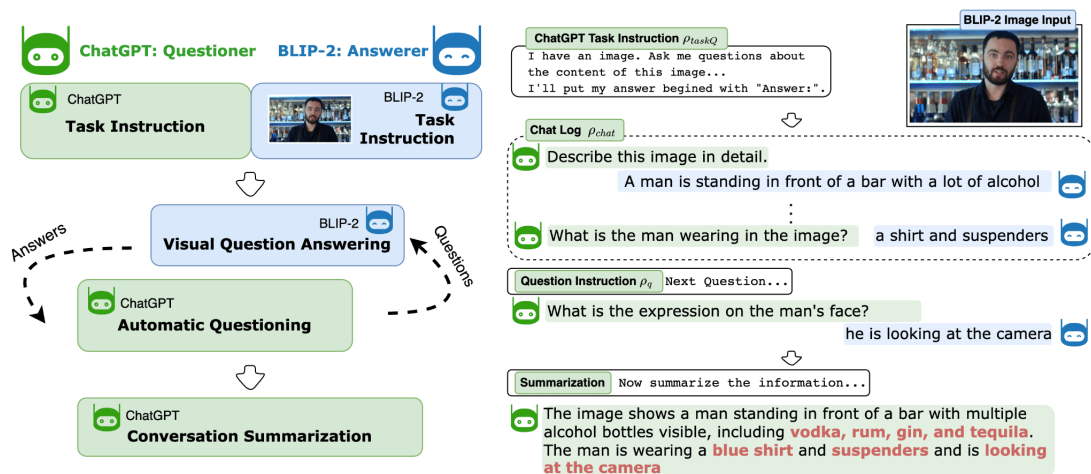 ChatGPT: Questioner
BLIP-2: Answerer
ChatGPT
Task Instruction
BLIP-2
Task
Instruction
BLIP-2
Visual Question Answering
Answers
Questions
ChatGPT
Automatic Questioning
ChatGPT
Conversation Summarization
ChatGPT Task Instruction ρtaskQ
I have an image. Ask me questions about
the content of this image...
I'll put my answer begined with "Answer:".
BLIP-2 Image Input
Chat Log ρchat
Describe this image in detail.
A man is standing in front of a bar with a lot of alcohol
⋮
What is the man wearing in the image?
a shirt and suspenders
Question Instruction ρq Next Question...
What is the expression on the man's face?
he is looking at the camera
Summarization Now summarize the information...
The image shows a man standing in front of a bar with multiple
alcohol bottles visible, including vodka, rum, gin, and tequila.
The man is wearing a blue shirt and suspenders and is looking
at the camera